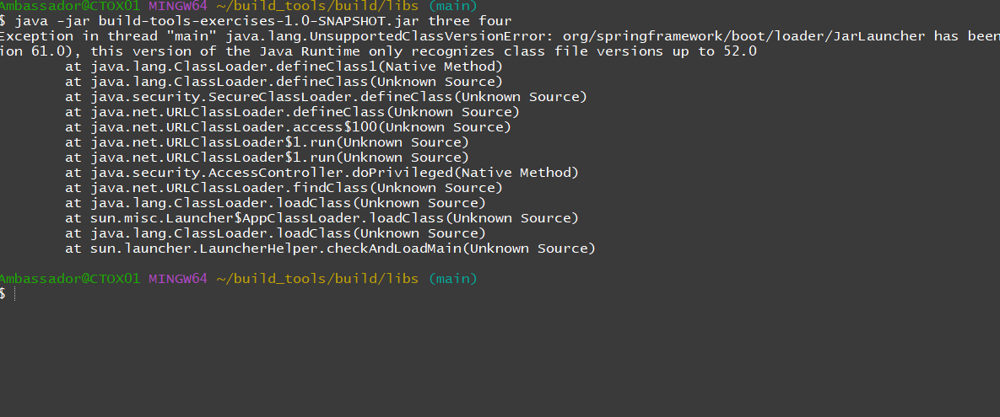 Ambassador@CTOX01 MINGW64 ~/build_tools/build/libs (main)
$ java -jar build-tools-exercises-1.0-SNAPSHOT.jar three four
Exception in thread "main" java.lang.UnsupportedClassVersionError: org/springframework/boot/loader/JarLauncher has been
ion 61.0), this version of the Java Runtime only recognizes class file versions up to 52.0
        at java.lang.ClassLoader.defineClass1(Native Method)
        at java.lang.ClassLoader.defineClass(Unknown Source)
        at java.security.SecureClassLoader.defineClass(Unknown Source)
        at java.net.URLClassLoader.defineClass(Unknown Source)
        at java.net.URLClassLoader.access$100(Unknown Source)
        at java.net.URLClassLoader$1.run(Unknown Source)
        at java.net.URLClassLoader$1.run(Unknown Source)
        at java.security.AccessController.doPrivileged(Native Method)
        at java.net.URLClassLoader.findClass(Unknown Source)
        at java.lang.ClassLoader.loadClass(Unknown Source)
        at sun.misc.Launcher$AppClassLoader.loadClass(Unknown Source)
        at java.lang.ClassLoader.loadClass(Unknown Source)
        at sun.launcher.LauncherHelper.checkAndLoadMain(Unknown Source)
Ambassador@CTOX01 MINGW64 ~/build_tools/build/libs (main)
$